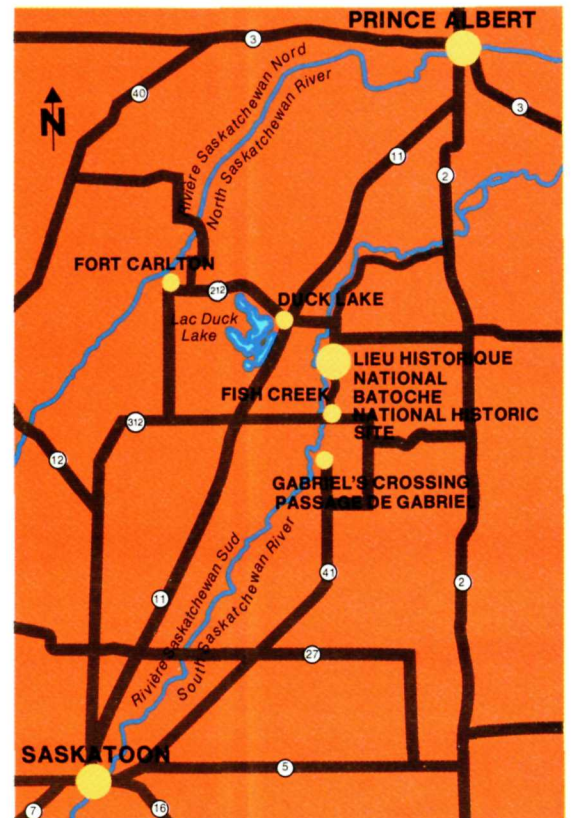 PRINCE ALBERT
3
40
N
Rivière Saskatchewan Nord
North Saskatchewan River
3
11
2
FORT CARLTON
212
DUCK LAKE
Lac Duck
Lake
LIEU HISTORIQUE
NATIONAL
BATOCHE
NATIONAL HISTORIC
SITE
FISH CREEK
312
12
GABRIEL'S CROSSING
PASSAGE DE GABRIEL
Rivière Saskatchewan Sud
South Saskatchewan River
41
2
11
27
SASKATOON
5
7
16